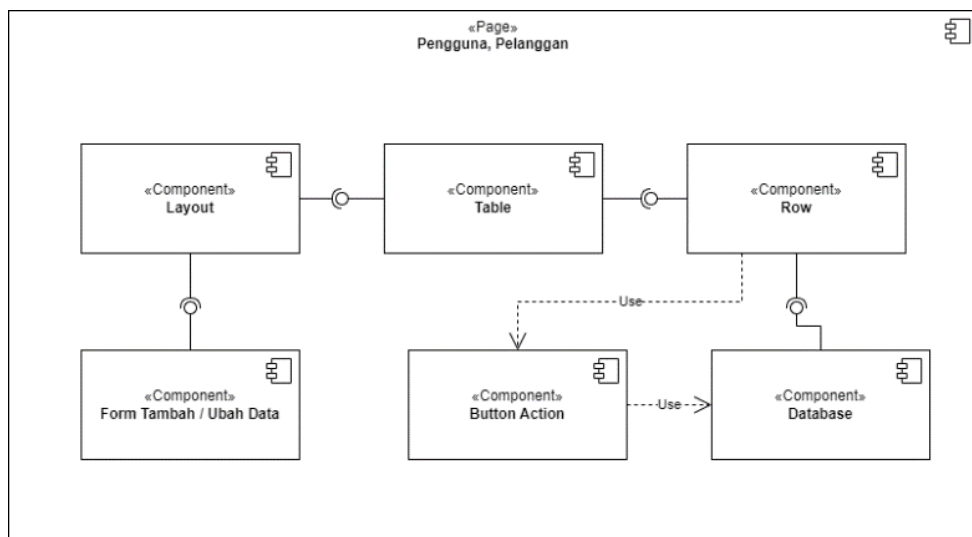 «Page»
Pengguna, Pelanggan
«Component»
Layout
«Component»
Table
«Component»
Row
Use
«Component»
Form Tambah / Ubah Data
«Component»
Button Action
Use
«Component»
Database